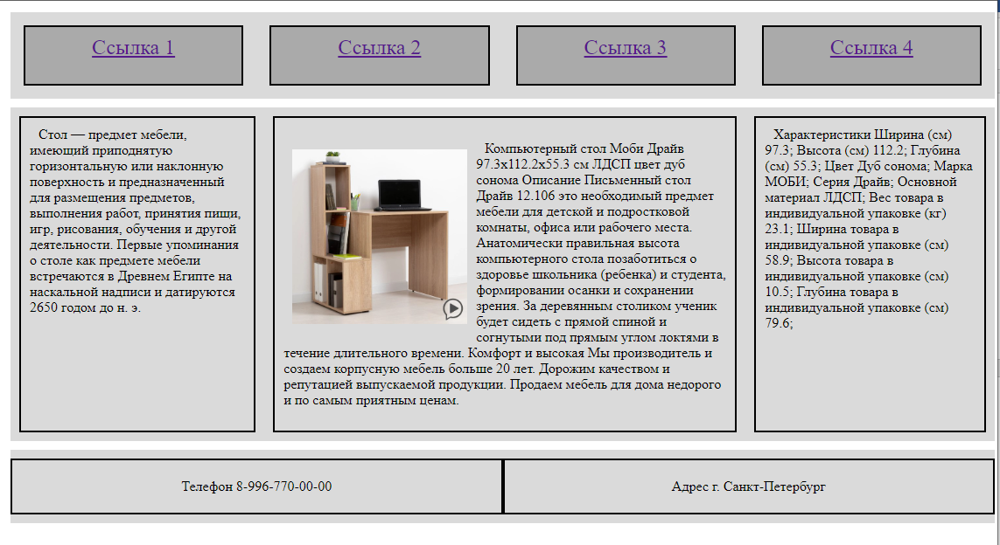 Ссылка 1
Ссылка 2
Ссылка 3
Ссылка 4
Стол — предмет мебели,
имеющий приподнятую
горизонтальную или наклонную
поверхность и предназначенный
для размещения предметов,
выполнения работ, принятия пищи,
игр, рисования, обучения и другой
деятельности. Первые упоминания
о столе как предмете мебели
встречаются в Древнем Египте на
наскальной надписи и датируются
2650 годом до н. э.
Компьютерный стол Моби Драйв
97.3х112.2х55.3 см ЛДСП цвет дуб
сонома Описание Письменный стол
Драйв 12.106 это необходимый предмет
мебели для детской и подростковой
комнаты, офиса или рабочего места.
Анатомически правильная высота
компьютерного стола позаботиться о
здоровье школьника (ребенка) и студента,
формировании осанки и сохранении
зрения. За деревянным столиком ученик
будет сидеть с прямой спиной и
согнутыми под прямым углом локтями в
течение длительного времени. Комфорт и высокая Мы производитель и
создаем корпусную мебель больше 20 лет. Дорожим качеством и
репутацией выпускаемой продукции. Продаем мебель для дома недорого
и по самым приятным ценам.
Характеристики Ширина (см)
97.3; Высота (см) 112.2; Глубина
(см) 55.3; Цвет Дуб сонома; Марка
МОБИ; Серия Драйв; Основной
материал ЛДСП; Вес товара в
индивидуальной упаковке (кг)
23.1; Ширина товара в
индивидуальной упаковке (см)
58.9; Высота товара в
индивидуальной упаковке (см)
10.5; Глубина товара в
индивидуальной упаковке (см)
79.6;
Телефон 8-996-770-00-00
Адрес г. Санкт-Петербург